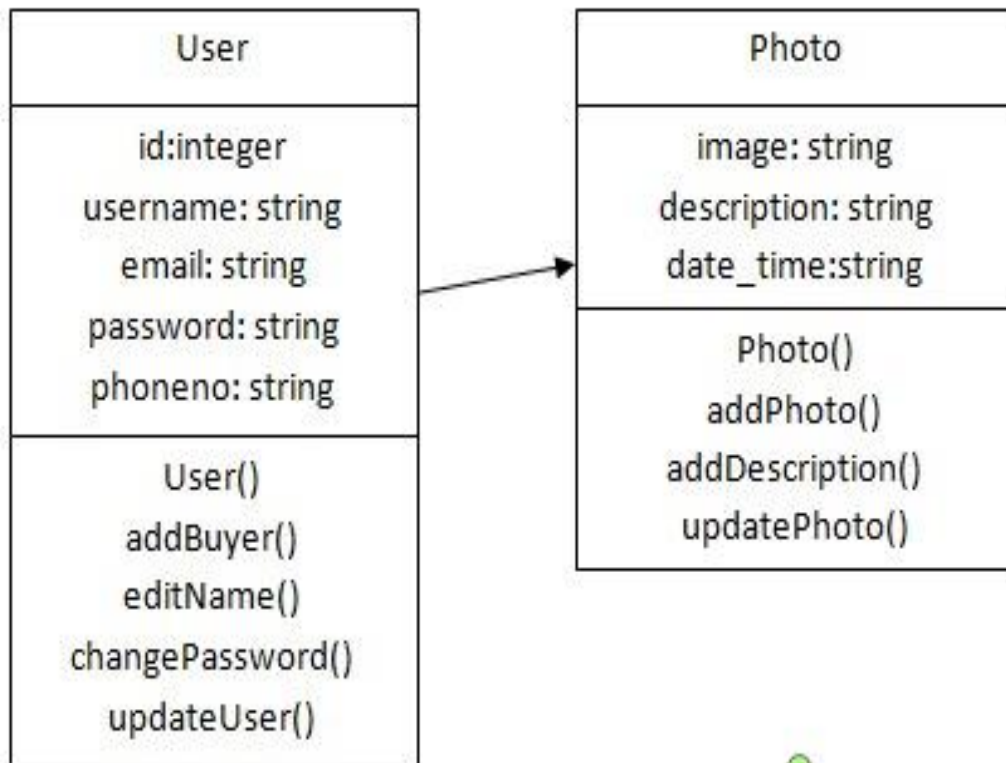 User
id:integer
username: string
email: string
password: string
phoneno: string
User()
addBuyer()
editName()
changePassword()
updateUser()
Photo
image: string
description: string
date_time:string
Photo()
addPhoto()
addDescription()
updatePhoto()